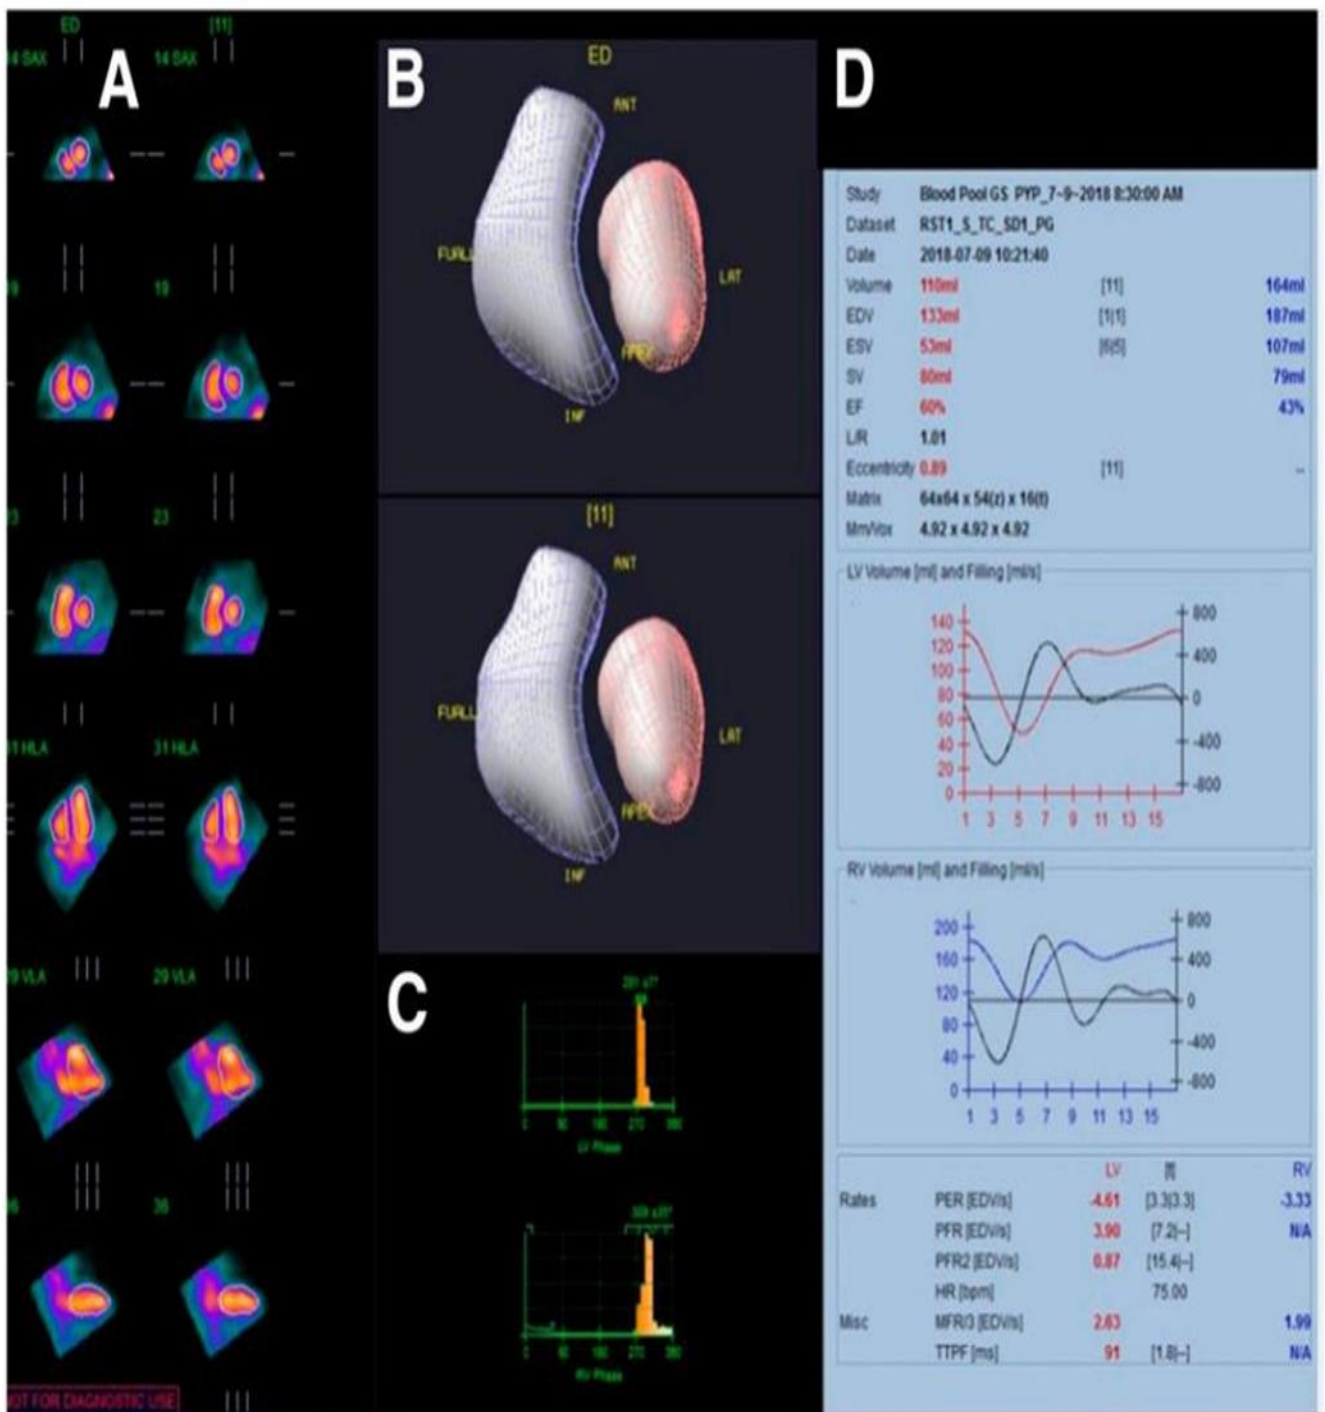 A
ED [11]
14 SAX 14 SAX
19
23
31 HLA
29 VLA
36
NOT FOR DIAGNOSTIC USE
B
ED
ANT
LAT
APEX
INF
[11]
ANT
LAT
APEX
INF
C
LV Phase
RV Phase
D
Study Blood Pool GS PYP_7-9-2018 8:30:00 AM
Dataset RST1_S_TC_SD1_PG
Date 2018-07-09 10:21:40
Volume 110ml [11] 164ml
EDV 133ml [1|1] 187ml
ESV 53ml [6|5] 107ml
SV 80ml 79ml
EF 60% 43%
L/R 1.01
Eccentricity 0.89 [11] --
Matrix 64x64 x 54(z) x 16(t)
Mm/Vox 4.92 x 4.92 x 4.92
LV Volume [ml] and Filling [ml/s]
140 800
120
100 400
80 0
60
40 -400
20
0 -800
1 3 5 7 9 11 13 15
RV Volume [ml] and Filling [ml/s]
200 800
160 400
120 0
80
40 -400
0 -800
1 3 5 7 9 11 13 15
LV [f] RV
Rates PER [EDV/s] -4.61 [3.3|3.3] -3.33
PFR [EDV/s] 3.90 [7.2|--] N/A
PFR2 [EDV/s] 0.87 [15.4|--]
HR [bpm] 75.00
Misc MFR/3 [EDV/s] 2.63 1.99
TTPF [ms] 91 [1.8|--] N/A